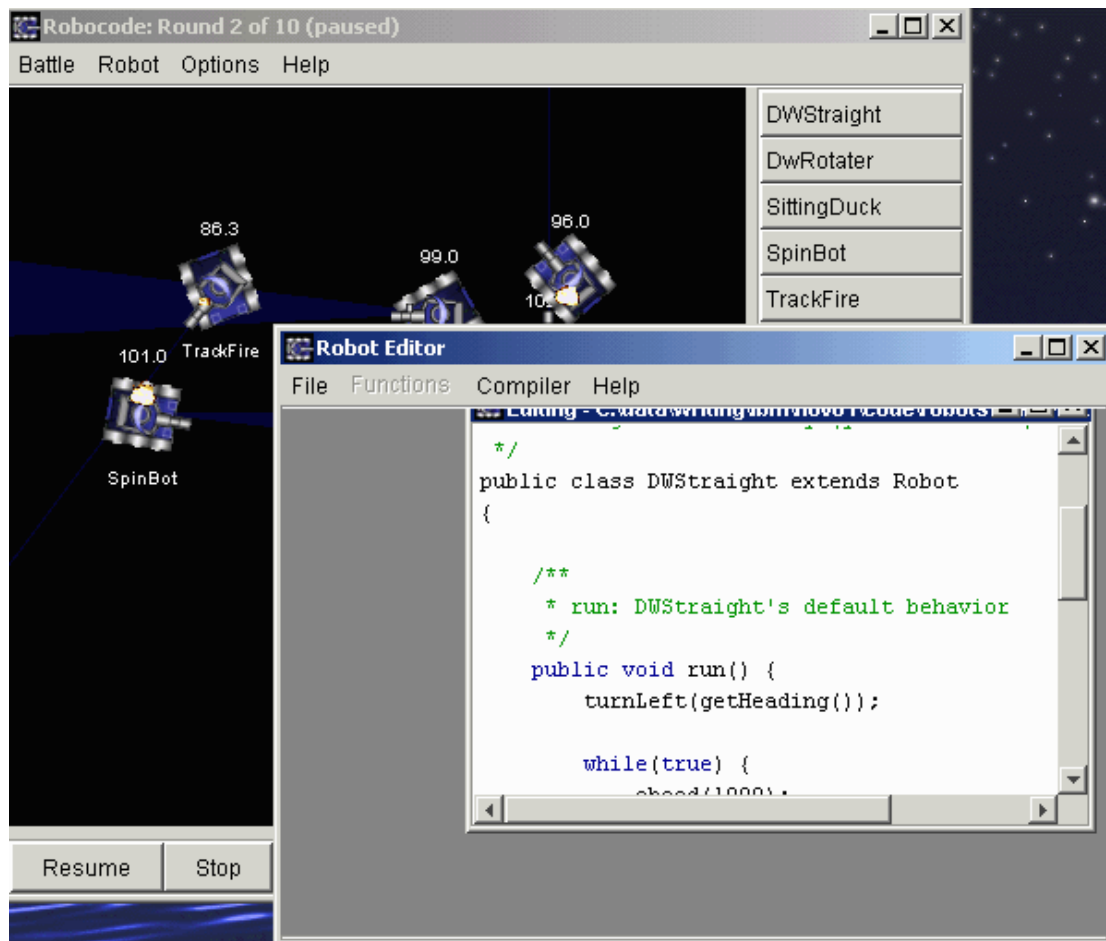 Robocode: Round 2 of 10 (paused)
Battle Robot Options Help
DWStraight
DwRotater
SittingDuck
SpinBot
TrackFire
86.3
99.0
96.0
TrackFire
101.0
SpinBot
Robot Editor
File Functions Compiler Help
*/
public class DWStraight extends Robot
{
/**
* run: DWStraight's default behavior
*/
public void run() {
turnLeft(getHeading());
while(true) {
ahead(1000);
Resume Stop